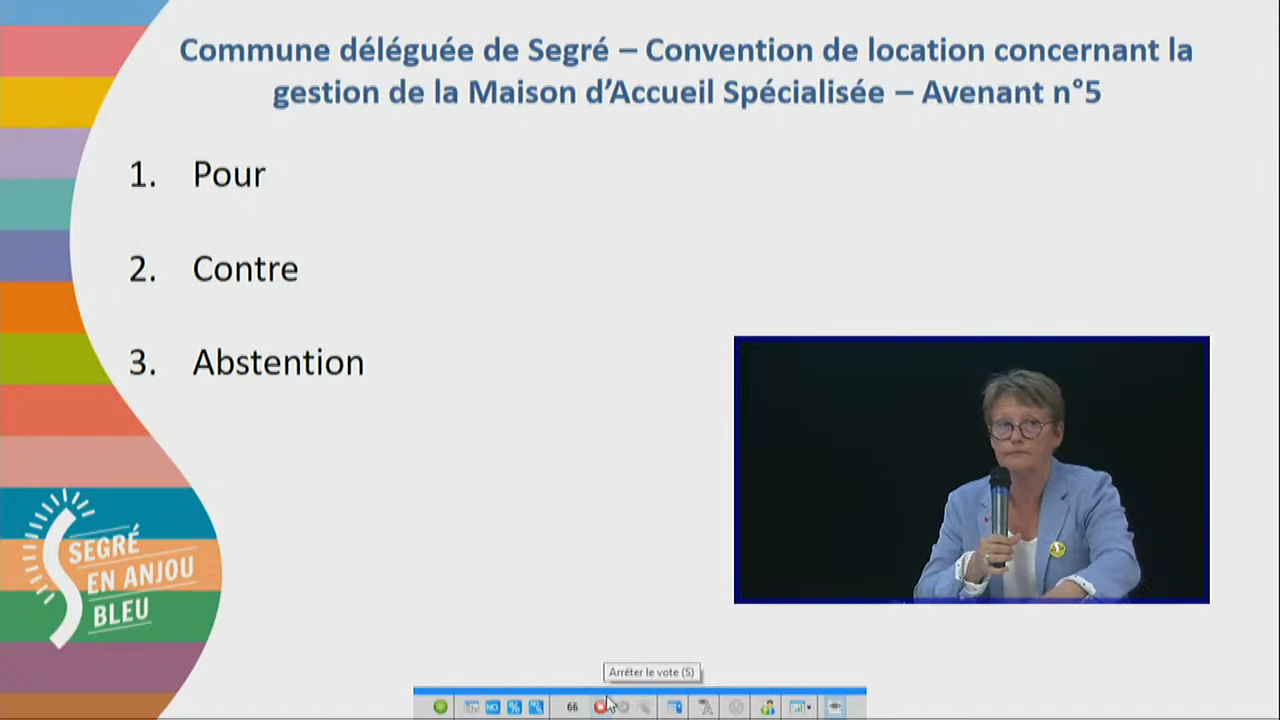 Commune déléguée de Segré – Convention de location concernant la
gestion de la Maison d'Accueil Spécialisée – Avenant n°5
1. Pour
2. Contre
3. Abstention
SEGRÉ
EN ANJOU
BLEU
Arrêter le vote (5)
66